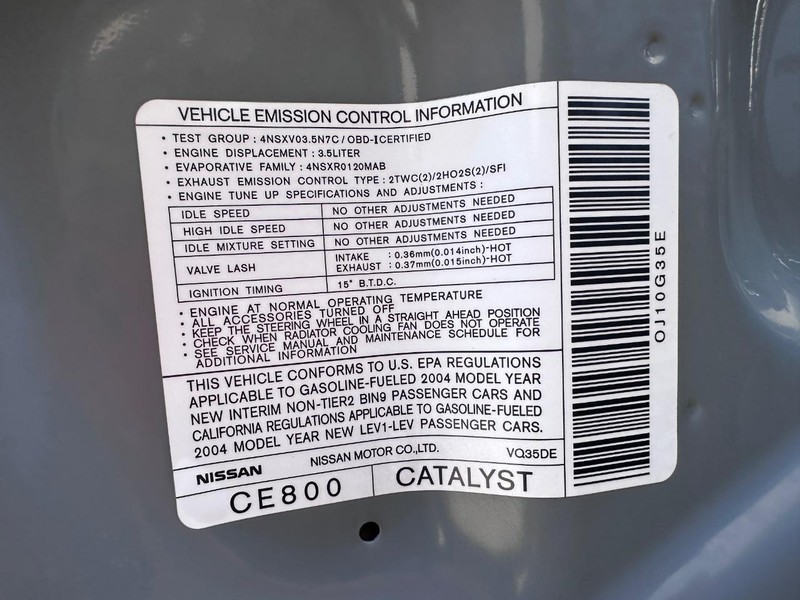 VEHICLE EMISSION CONTROL INFORMATION
• TEST GROUP : 4NSXV03.5N7C / OBD-ⅡCERTIFIED
• ENGINE DISPLACEMENT : 3.5LITER
• EVAPORATIVE FAMILY : 4NSXR0120MAB
• EXHAUST EMISSION CONTROL TYPE : 2TWC(2)/2HO2S(2)/SFI
• ENGINE TUNE UP SPECIFICATIONS AND ADJUSTMENTS :
IDLE SPEED NO OTHER ADJUSTMENTS NEEDED
HIGH IDLE SPEED NO OTHER ADJUSTMENTS NEEDED
IDLE MIXTURE SETTING NO OTHER ADJUSTMENTS NEEDED
VALVE LASH INTAKE : 0.36mm(0.014inch)-HOT
EXHAUST : 0.37mm(0.015inch)-HOT
IGNITION TIMING 15° B.T.D.C.
• ENGINE AT NORMAL OPERATING TEMPERATURE
• ALL ACCESSORIES TURNED OFF
• KEEP THE STEERING WHEEL IN A STRAIGHT AHEAD POSITION
• CHECK WHEN RADIATOR COOLING FAN DOES NOT OPERATE
• SEE SERVICE MANUAL AND MAINTENANCE SCHEDULE FOR
ADDITIONAL INFORMATION
THIS VEHICLE CONFORMS TO U.S. EPA REGULATIONS
APPLICABLE TO GASOLINE-FUELED 2004 MODEL YEAR
NEW INTERIM NON-TIER2 BIN9 PASSENGER CARS AND
CALIFORNIA REGULATIONS APPLICABLE TO GASOLINE-FUELED
2004 MODEL YEAR NEW LEV1-LEV PASSENGER CARS.
NISSAN NISSAN MOTOR CO.,LTD. VQ35DE
CE800 CATALYST
OJ10G35E